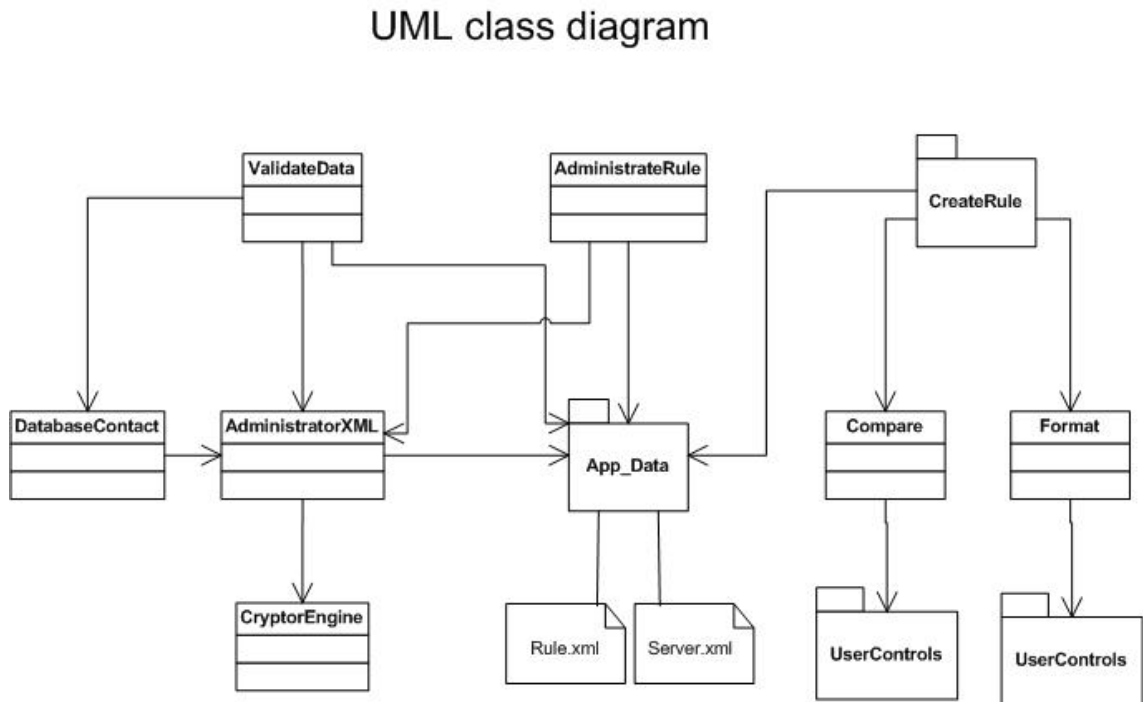 UML class diagram
ValidateData
AdministrateRule
CreateRule
DatabaseContact
AdministratorXML
App_Data
Compare
Format
CryptorEngine
Rule.xml
Server.xml
UserControls
UserControls